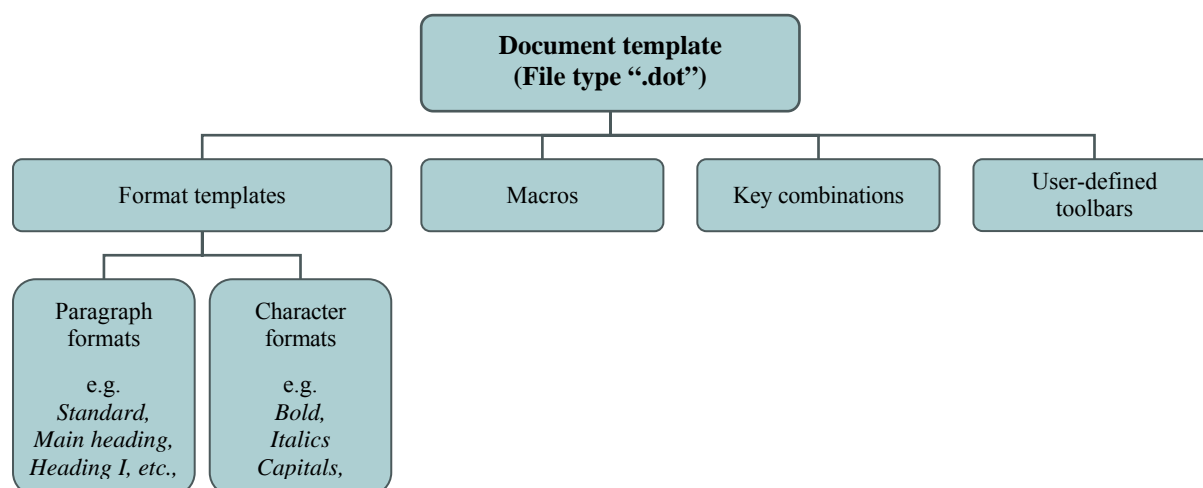 Document template
(File type “.dot”)
Format templates
Macros
Key combinations
User-defined
toolbars
Paragraph
formats
e.g.
Standard,
Main heading,
Heading I, etc.,
Character
formats
e.g.
Bold,
Italics
Capitals,